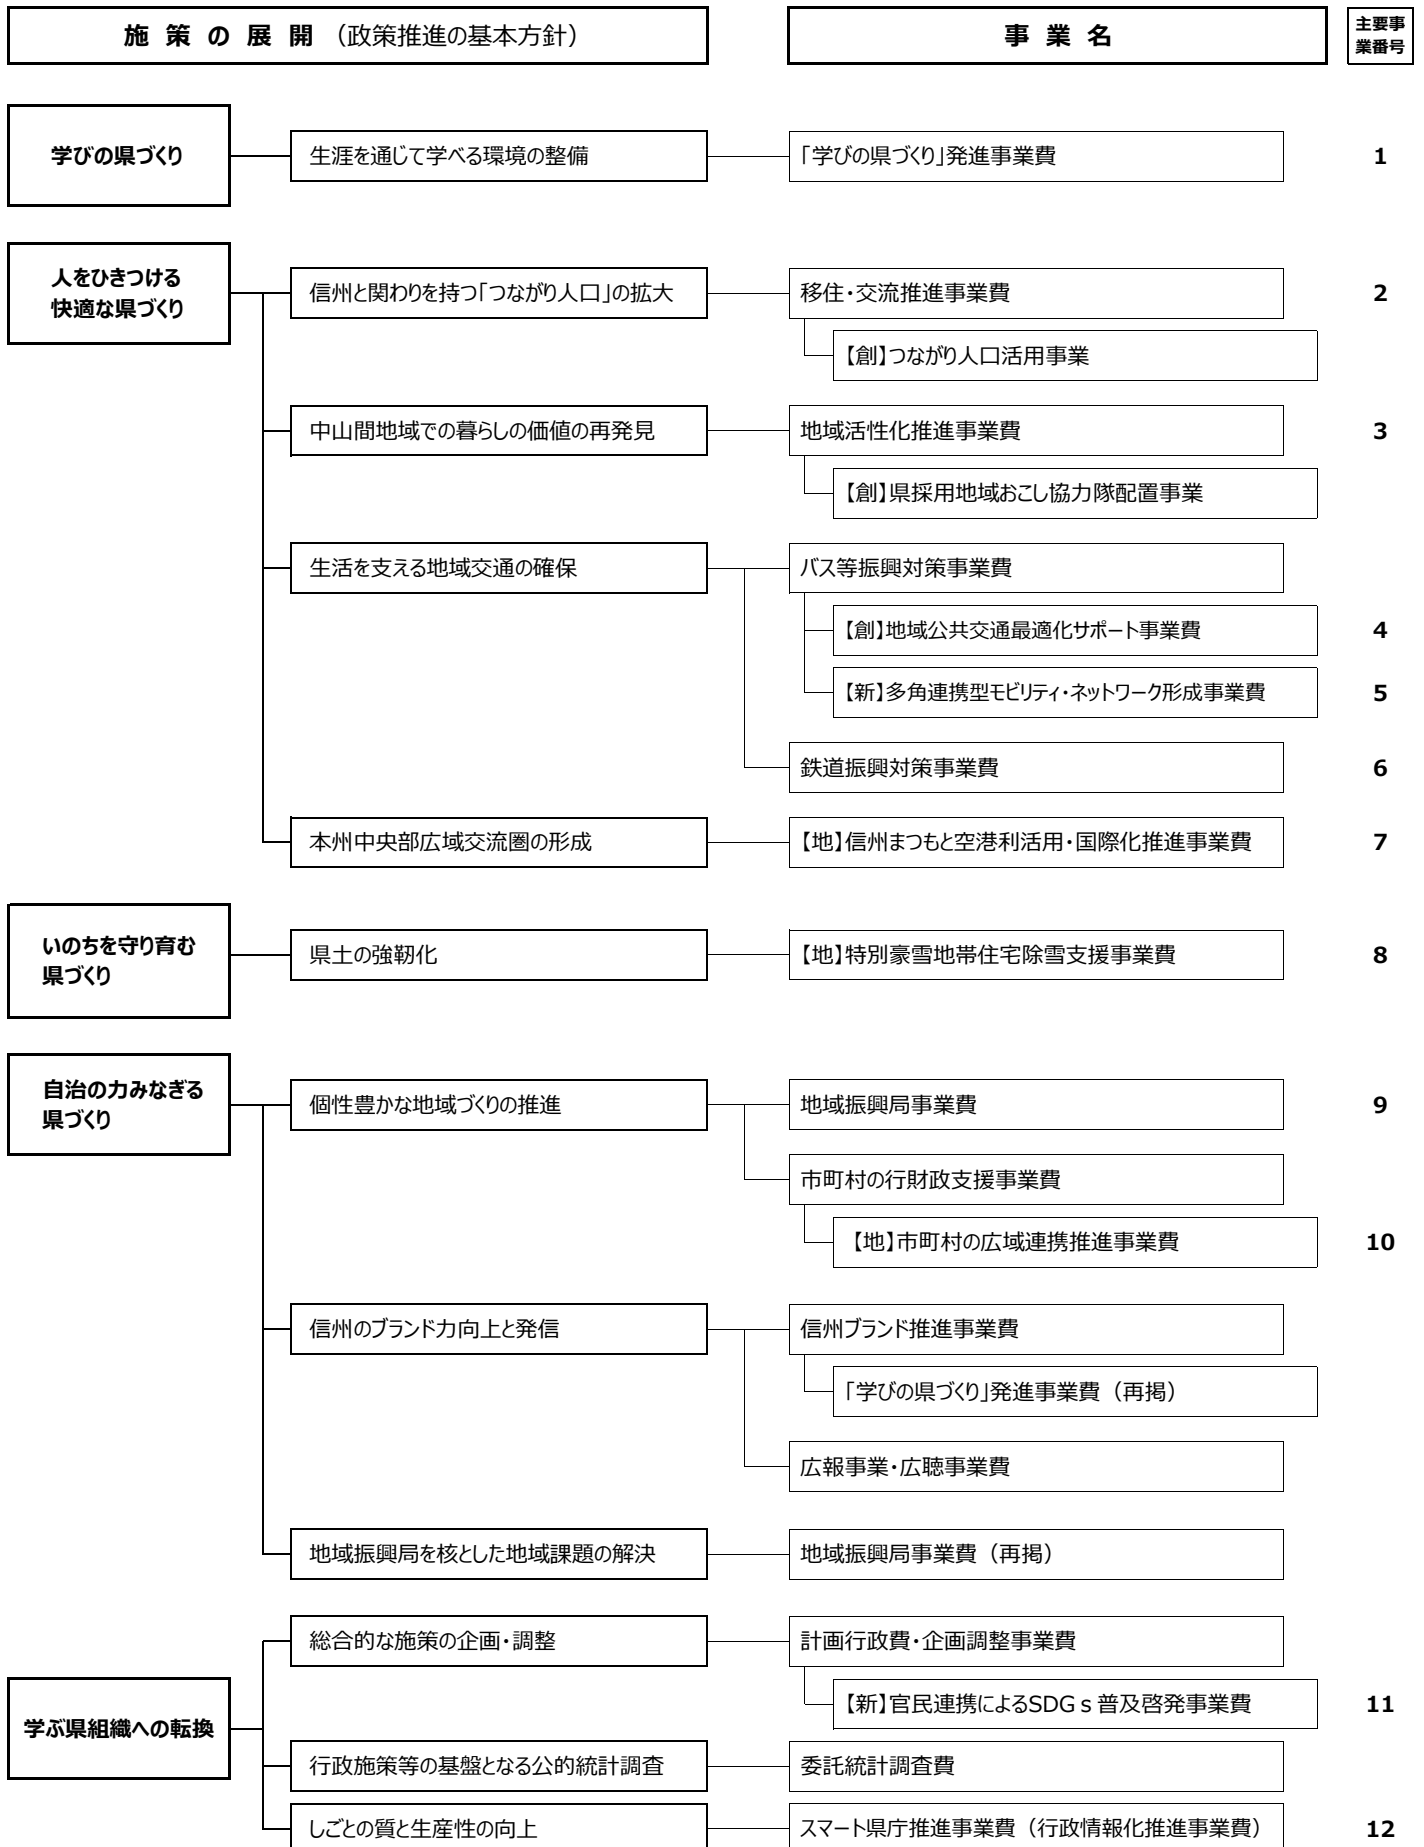 施 策 の 展 開 （政策推進の基本方針）
事 業 名
主要事
業番号
学びの県づくり
生涯を通じて学べる環境の整備
「学びの県づくり」発進事業費
1
人をひきつける
快適な県づくり
信州と関わりを持つ「つながり人口」の拡大
移住・交流推進事業費
2
【創】つながり人口活用事業
中山間地域での暮らしの価値の再発見
地域活性化推進事業費
3
【創】県採用地域おこし協力隊配置事業
生活を支える地域交通の確保
バス等振興対策事業費
【創】地域公共交通最適化サポート事業費
4
【新】多角連携型モビリティ・ネットワーク形成事業費
5
鉄道振興対策事業費
6
本州中央部広域交流圏の形成
【地】信州まつもと空港利活用・国際化推進事業費
7
いのちを守り育む
県づくり
県土の強靭化
【地】特別豪雪地帯住宅除雪支援事業費
8
自治の力みなぎる
県づくり
個性豊かな地域づくりの推進
地域振興局事業費
9
市町村の行財政支援事業費
【地】市町村の広域連携推進事業費
10
信州のブランド力向上と発信
信州ブランド推進事業費
「学びの県づくり」発進事業費（再掲）
広報事業・広聴事業費
地域振興局を核とした地域課題の解決
地域振興局事業費（再掲）
学ぶ県組織への転換
総合的な施策の企画・調整
計画行政費・企画調整事業費
【新】官民連携によるSDGｓ普及啓発事業費
11
行政施策等の基盤となる公的統計調査
委託統計調査費
しごとの質と生産性の向上
スマート県庁推進事業費（行政情報化推進事業費）
12